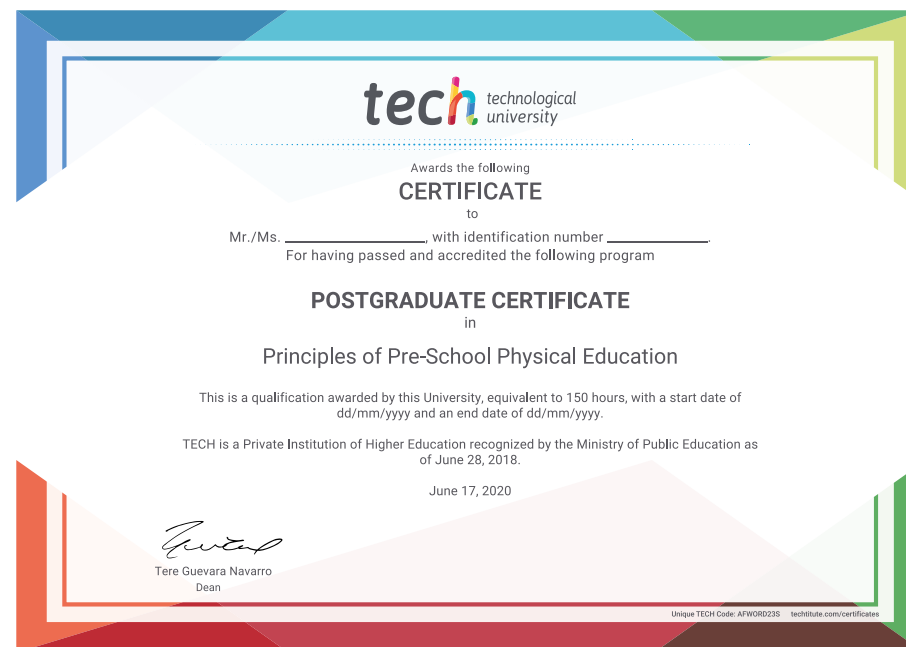 tech technological
university
Awards the following
CERTIFICATE
to
Mr./Ms. ____________________, with identification number _______________.
For having passed and accredited the following program
POSTGRADUATE CERTIFICATE
in
Principles of Pre-School Physical Education
This is a qualification awarded by this University, equivalent to 150 hours, with a start date of
dd/mm/yyyy and an end date of dd/mm/yyyy.
TECH is a Private Institution of Higher Education recognized by the Ministry of Public Education as
of June 28, 2018.
June 17, 2020
Tere Guevara Navarro
Dean
Unique TECH Code: AFWORD23S techtitute.com/certificates